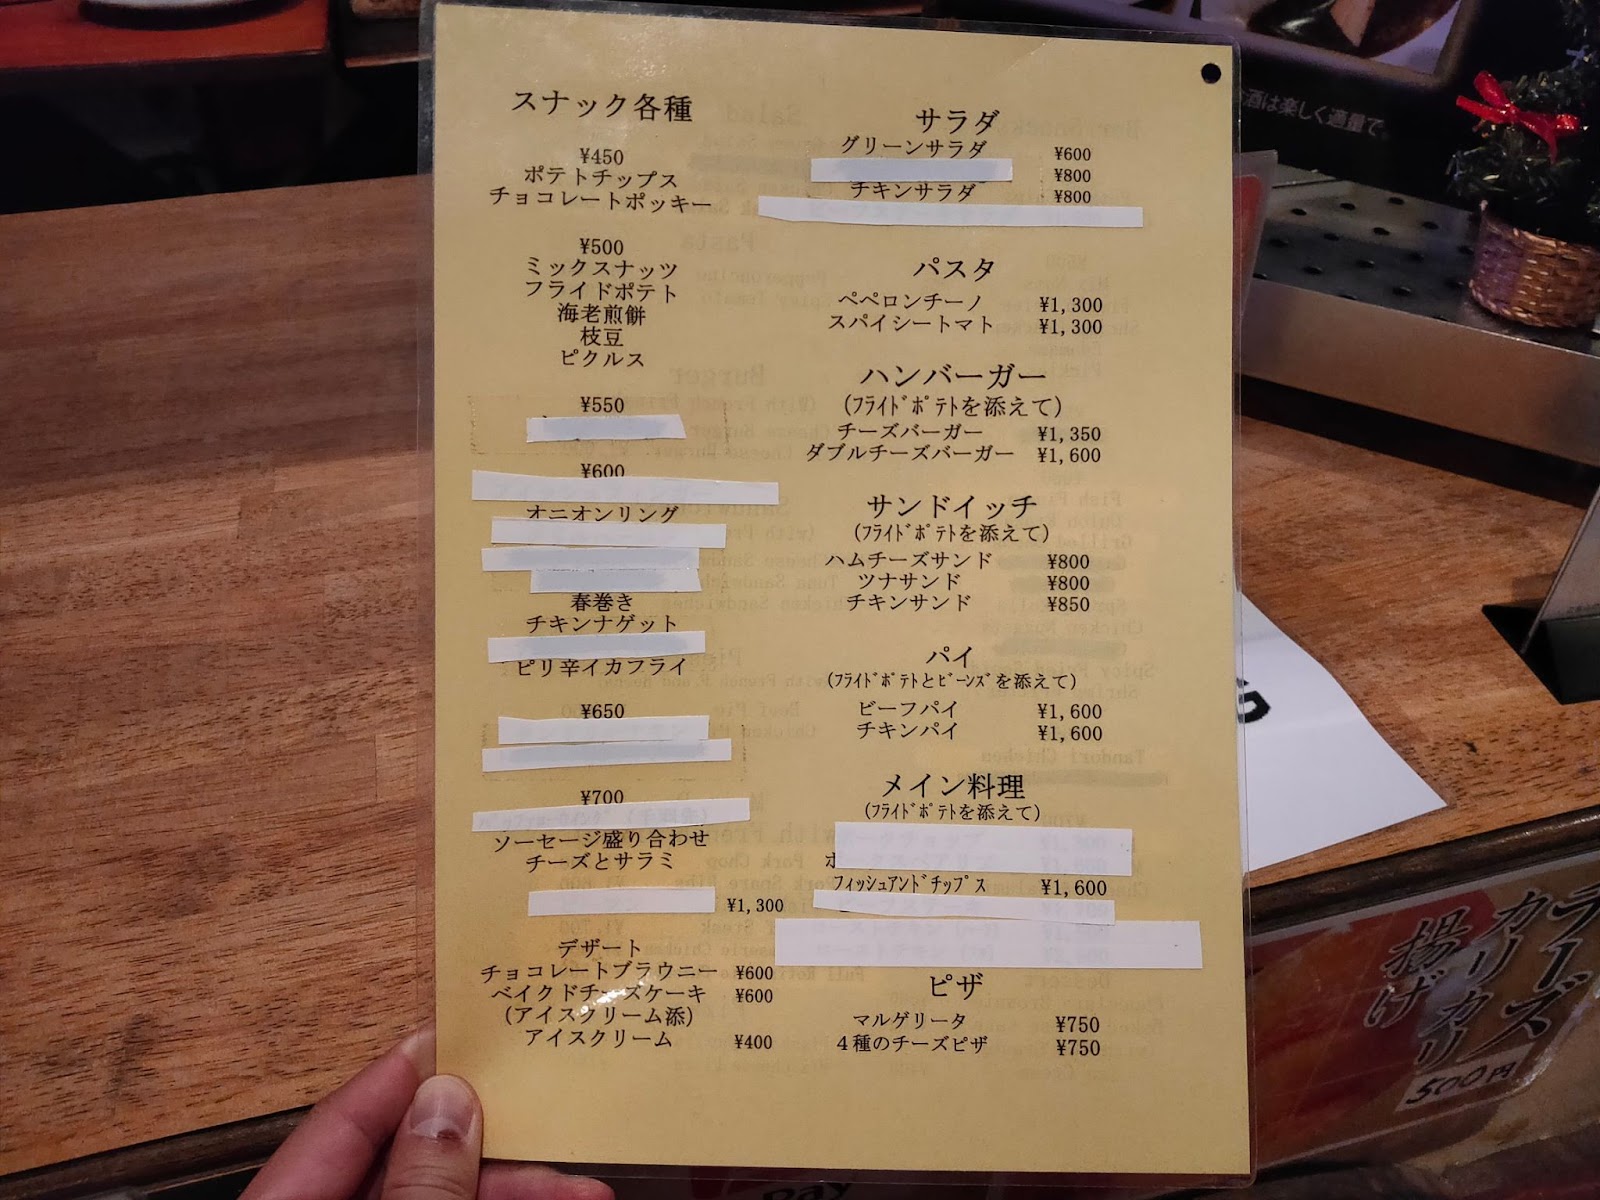 スナック各種
¥450
ポテトチップス
チョコレートポッキー
¥500
ミックスナッツ
フライドポテト
海老煎餅
枝豆
ピクルス
¥550
¥600
オニオンリング
春巻き
チキンナゲット
ピリ辛イカフライ
¥650
¥700
ソーセージ盛り合わせ
チーズとサラミ
¥1,300
デザート
チョコレートブラウニー ¥600
ベイクドチーズケーキ ¥600
(アイスクリーム添)
アイスクリーム ¥400
サラダ
グリーンサラダ ¥600
¥800
チキンサラダ ¥800
パスタ
ペペロンチーノ ¥1,300
スパイシートマト ¥1,300
ハンバーガー
(ﾌﾗｲﾄﾞﾎﾟﾃﾄを添えて)
チーズバーガー ¥1,350
ダブルチーズバーガー ¥1,600
サンドイッチ
(ﾌﾗｲﾄﾞﾎﾟﾃﾄを添えて)
ハムチーズサンド ¥800
ツナサンド ¥800
チキンサンド ¥850
パイ
(ﾌﾗｲﾄﾞﾎﾟﾃﾄとﾋﾞｰﾝｽﾞを添えて)
ビーフパイ ¥1,600
チキンパイ ¥1,600
メイン料理
(ﾌﾗｲﾄﾞﾎﾟﾃﾄを添えて)
ﾌｨｯｼｭｱﾝﾄﾞﾁｯﾌﾟｽ ¥1,600
ピザ
マルゲリータ ¥750
４種のチーズピザ ¥750
酒は楽しく適量で
カリカリ
揚げ
500円